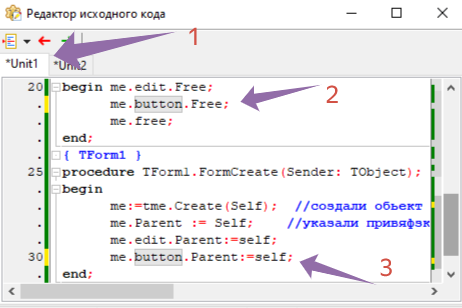 Редактор исходного кода
1
*Unit1 *Unit2
20 begin me.edit.Free;
. me.button.Free; 2
. me.free;
. end;
. { TForm1 }
25 procedure TForm1.FormCreate(Sender: TObject);
. begin
. me:=tme.Create(Self); //создали обьект
. me.Parent := Self; //указали привяфэк
. me.edit.Parent:=self;
30 me.button.Parent:=self;
. end; 3